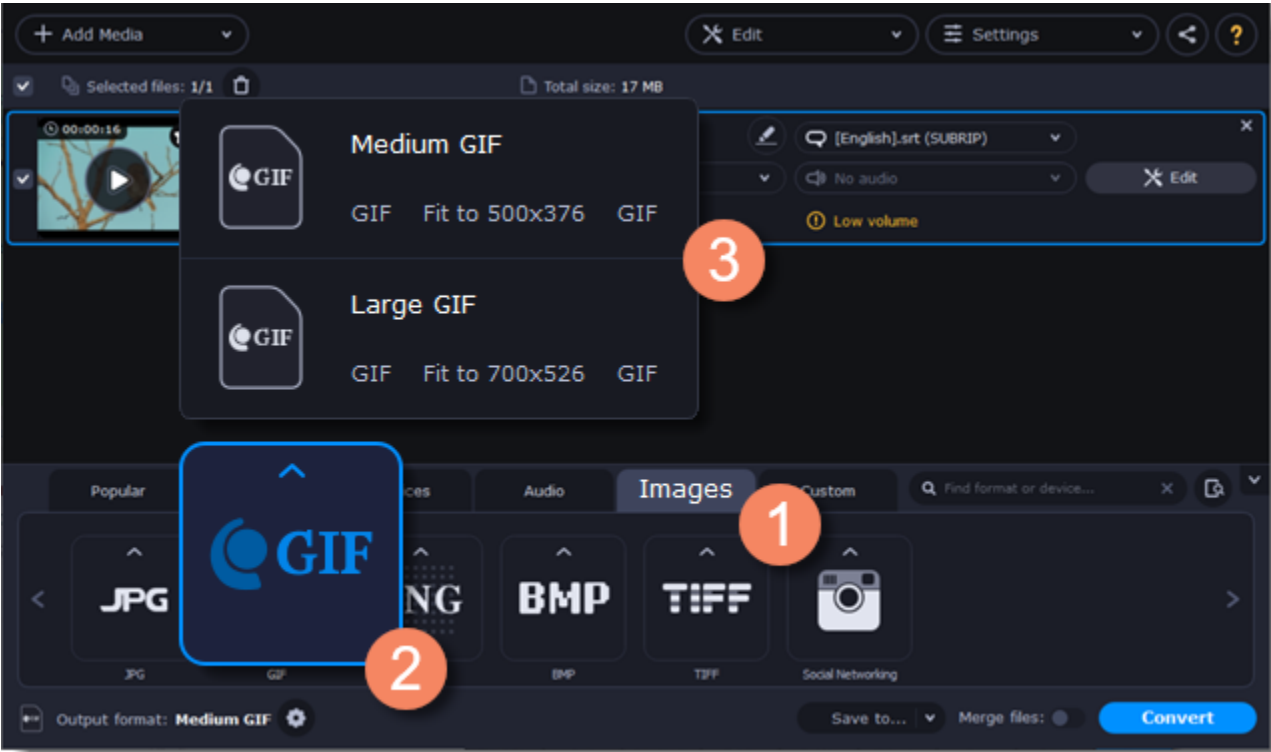 Add Media
Edit
Settings
?
Selected files: 1/1
Total size: 17 MB
00:00:16
Medium GIF
GIF
GIF Fit to 500x376 GIF
[English].srt (SUBRIP)
No audio
Edit
Low volume
3
Large GIF
GIF
GIF Fit to 700x526 GIF
Popular
Audio
Images
Custom
Find format or device...
1
JPG
GIF
BMP
TIFF
2
JPG
GIF
BMP
TIFF
Social Networking
Output format: Medium GIF
Save to...
Merge files:
Convert